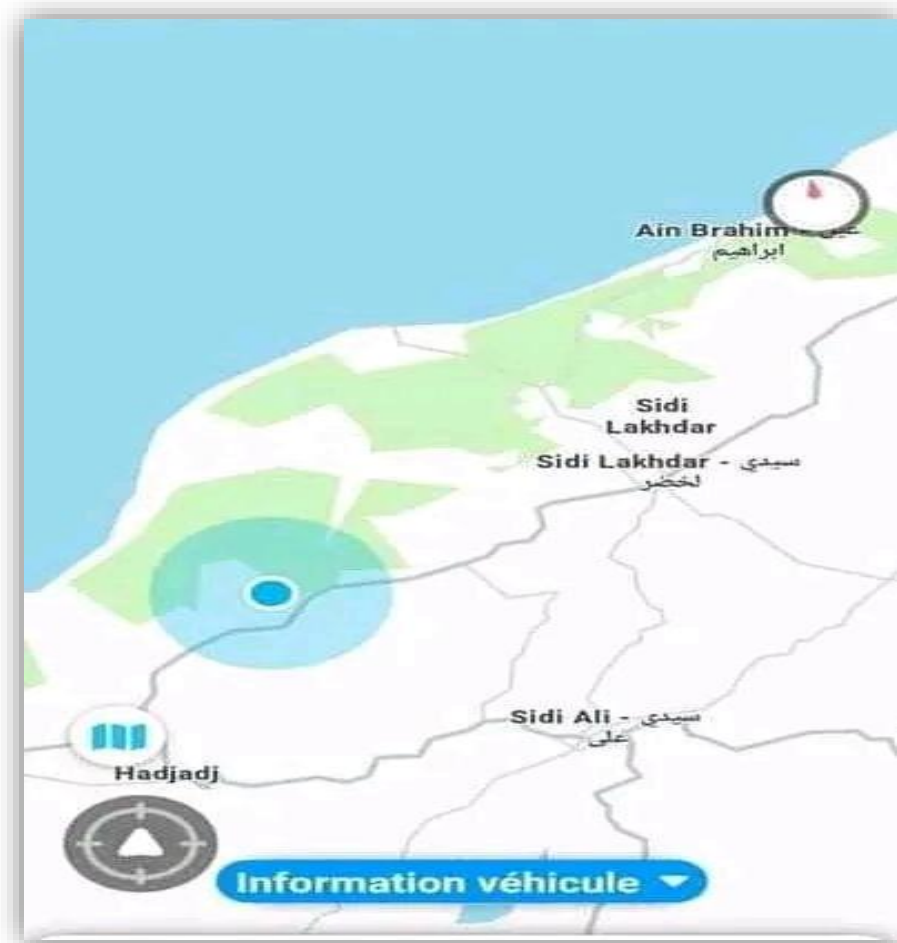 Ain Brahim - عين
ابراهيم
Sidi
Lakhdar
Sidi Lakhdar - سيدي
لخضر
Sidi Ali - سيدي
علي
Hadjadj
Information véhicule